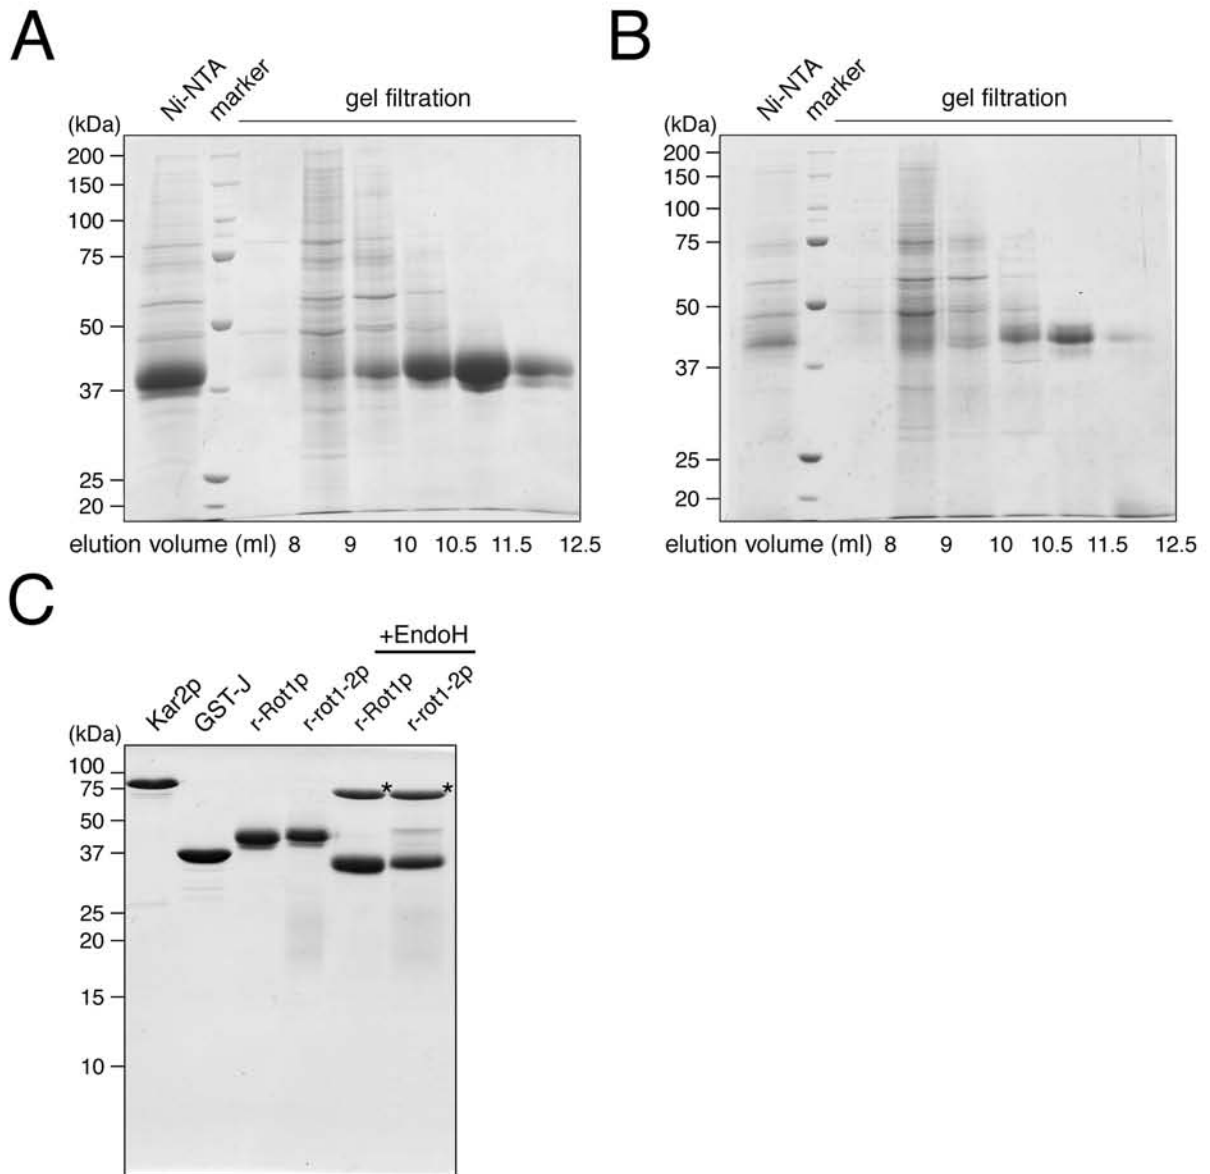 A
Ni-NTA marker gel filtration
(kDa)
200
150
100
75
50
37
25
20
elution volume (ml) 8 9 10 10.5 11.5 12.5
B
Ni-NTA marker gel filtration
(kDa)
200
150
100
75
50
37
25
20
elution volume (ml) 8 9 10 10.5 11.5 12.5
C
+EndoH
Kar2p GST-J r-Rot1p r-rot1-2p r-Rot1p r-rot1-2p
(kDa)
100
75 * *
50
37
25
20
15
10